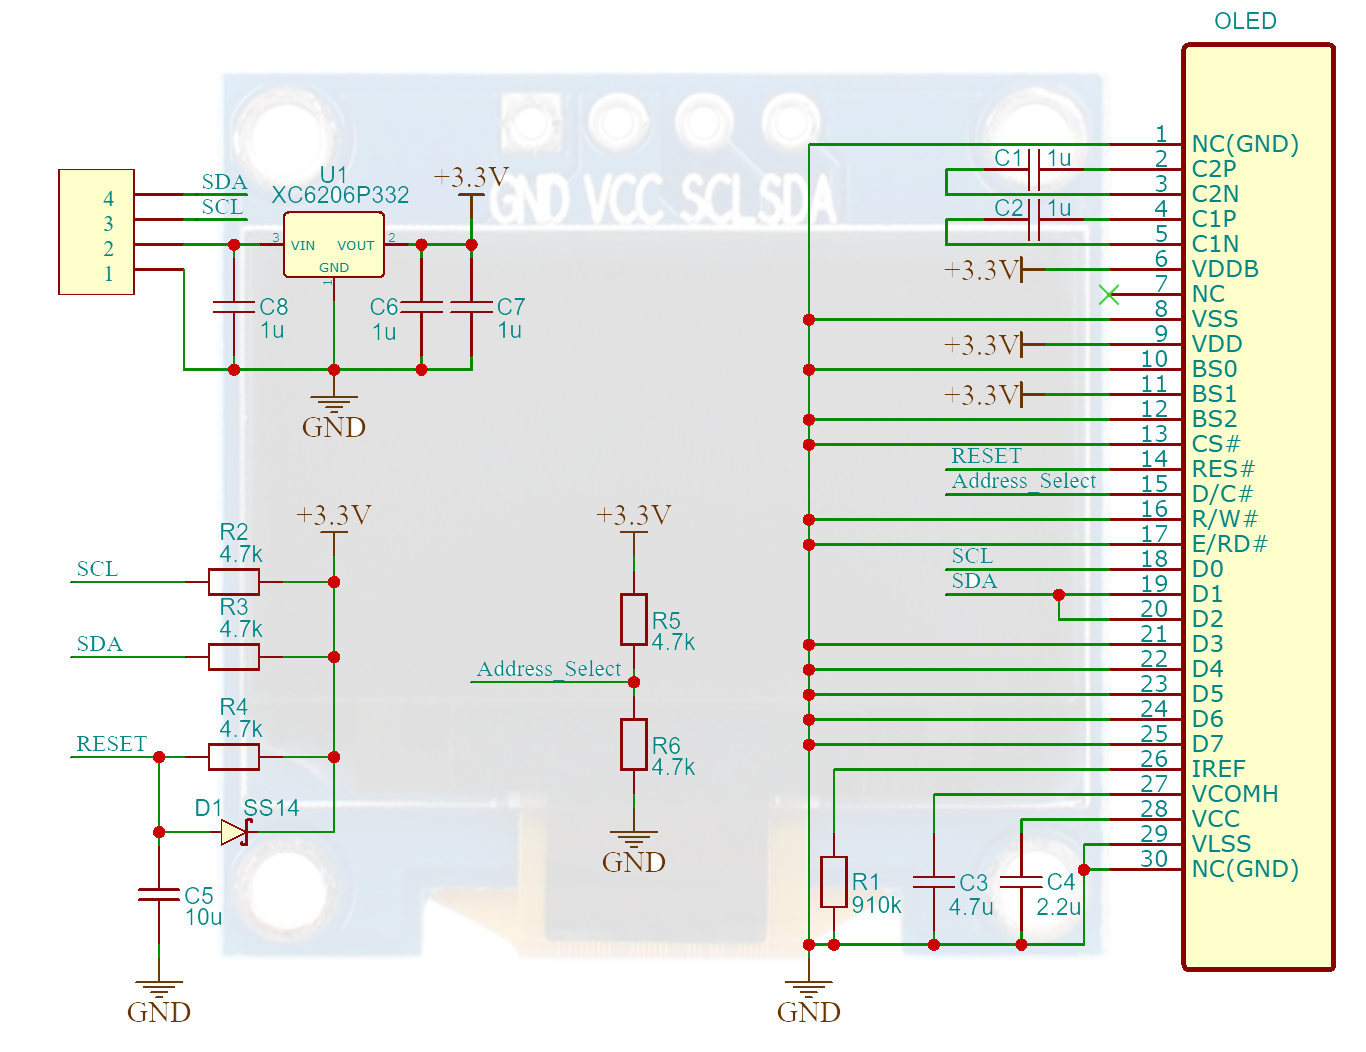 OLED
GND VCC SCL SDA
4
3
2
1
SDA
SCL
U1
XC6206P332
3
VIN
VOUT
2
GND
1
+3.3V
C8
1u
C6
1u
C7
1u
GND
+3.3V
R2
4.7k
SCL
R3
4.7k
SDA
R4
4.7k
RESET
D1 SS14
C5
10u
GND
+3.3V
R5
4.7k
Address_Select
R6
4.7k
GND
C1 1u
C2 1u
+3.3V
+3.3V
+3.3V
RESET
Address_Select
SCL
SDA
R1
910k
C3
4.7u
C4
2.2u
GND
1 NC(GND)
2 C2P
3 C2N
4 C1P
5 C1N
6 VDDB
7 NC
8 VSS
9 VDD
10 BS0
11 BS1
12 BS2
13 CS#
14 RES#
15 D/C#
16 R/W#
17 E/RD#
18 D0
19 D1
20 D2
21 D3
22 D4
23 D5
24 D6
25 D7
26 IREF
27 VCOMH
28 VCC
29 VLSS
30 NC(GND)